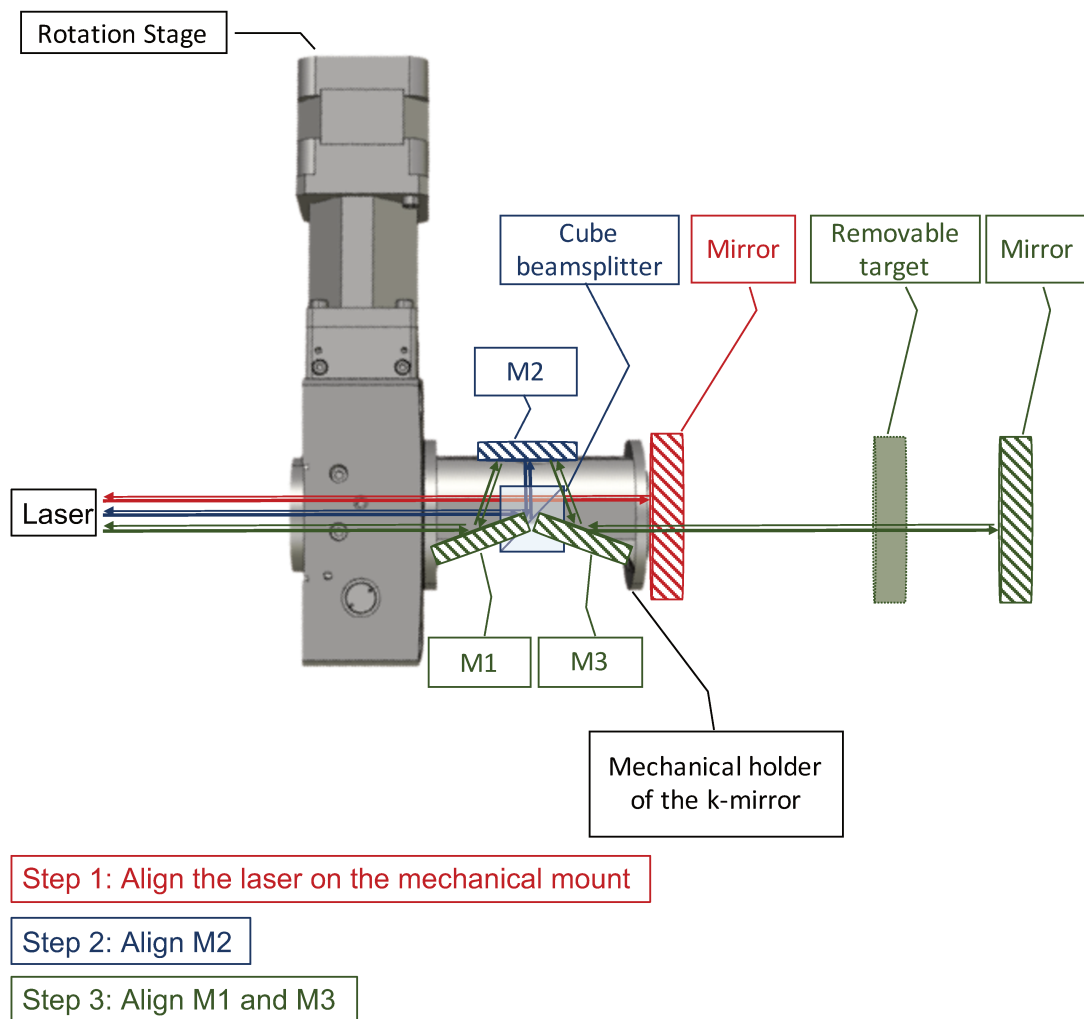 Rotation Stage
Cube
beamsplitter
Mirror
Removable
target
Mirror
M2
Laser
M1
M3
Mechanical holder
of the k-mirror
Step 1: Align the laser on the mechanical mount
Step 2: Align M2
Step 3: Align M1 and M3